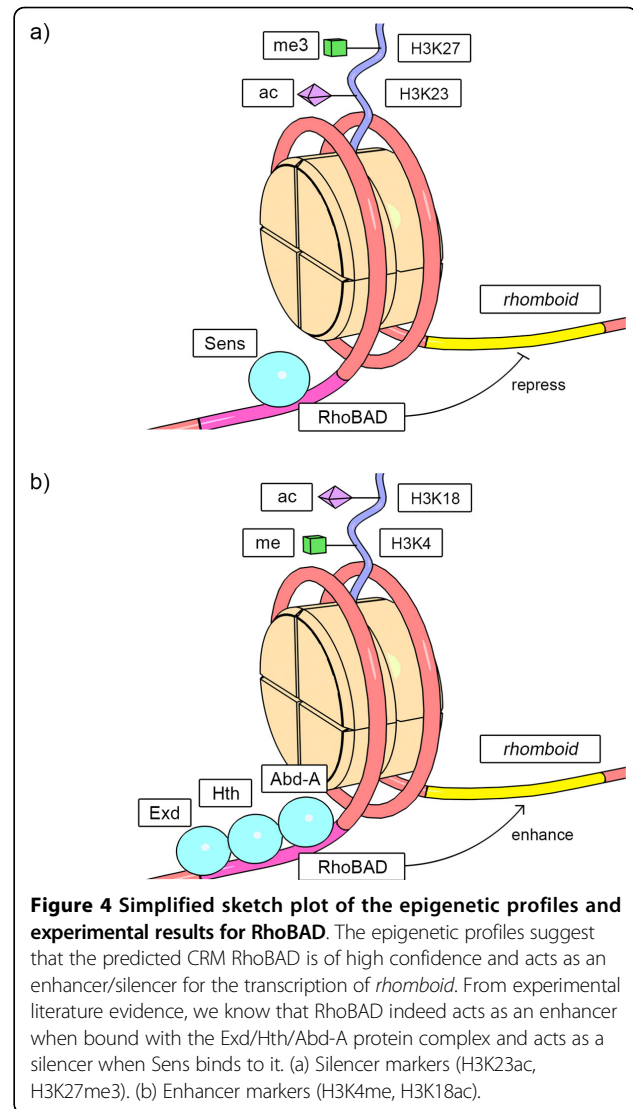 a)
me3
H3K27
ac
H3K23
rhomboid
Sens
repress
RhoBAD
b)
ac
H3K18
me
H3K4
rhomboid
Abd-A
Hth
Exd
enhance
RhoBAD
Figure 4 Simplified sketch plot of the epigenetic profiles and
experimental results for RhoBAD. The epigenetic profiles suggest
that the predicted CRM RhoBAD is of high confidence and acts as an
enhancer/silencer for the transcription of rhomboid. From experimental
literature evidence, we know that RhoBAD indeed acts as an enhancer
when bound with the Exd/Hth/Abd-A protein complex and acts as a
silencer when Sens binds to it. (a) Silencer markers (H3K23ac,
H3K27me3). (b) Enhancer markers (H3K4me, H3K18ac).